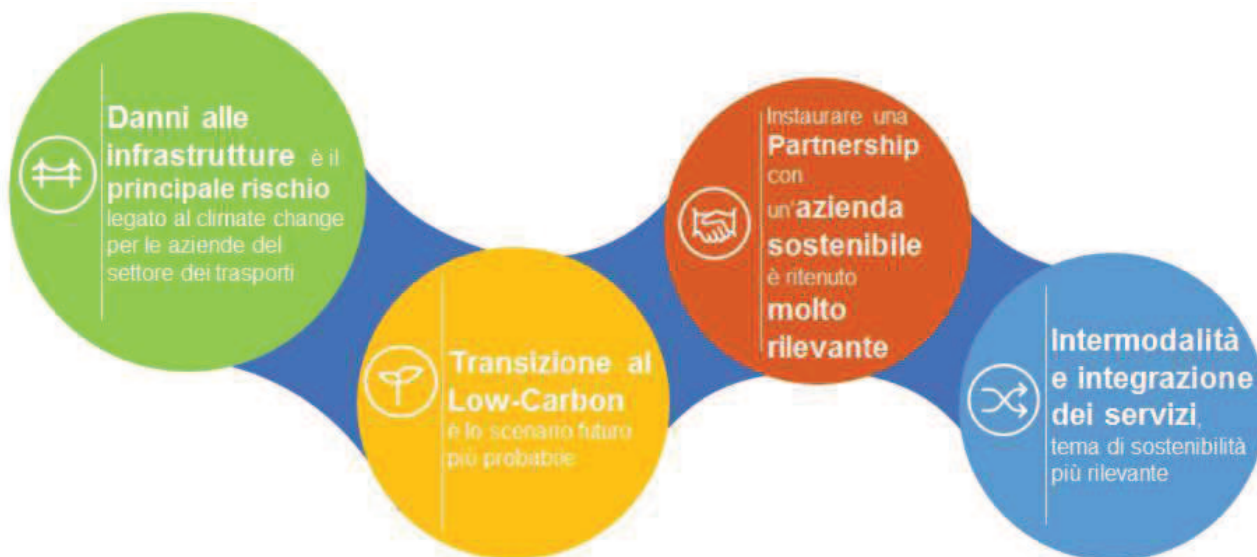 Danni alle
infrastrutture è il
principale rischio
legato al climate change
per le aziende del
settore dei trasporti
Transizione al
Low-Carbon
è lo scenario futuro
più probabile
Instaurare una
Partnership
con
un'azienda
sostenibile
è ritenuto
molto
rilevante
Intermodalità
e integrazione
dei servizi,
tema di sostenibilità
più rilevante